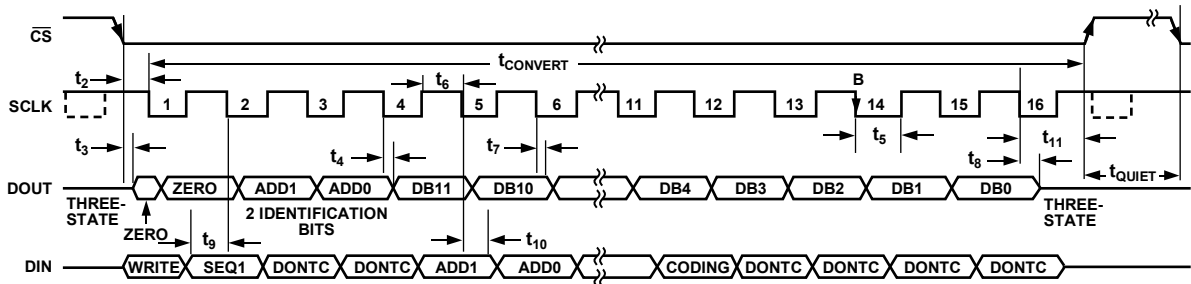 CS
tCONVERT
t2
t6
B
SCLK
1 2 3 4 5 6 11 12 13 14 15 16
t3
t4
t7
t5
t11
t8
DOUT
ZERO ADD1 ADD0 DB11 DB10 DB4 DB3 DB2 DB1 DB0
tQUIET
THREE-
STATE
ZERO
2 IDENTIFICATION
BITS
THREE-
STATE
t9
t10
DIN
WRITE SEQ1 DONTC DONTC ADD1 ADD0 CODING DONTC DONTC DONTC DONTC